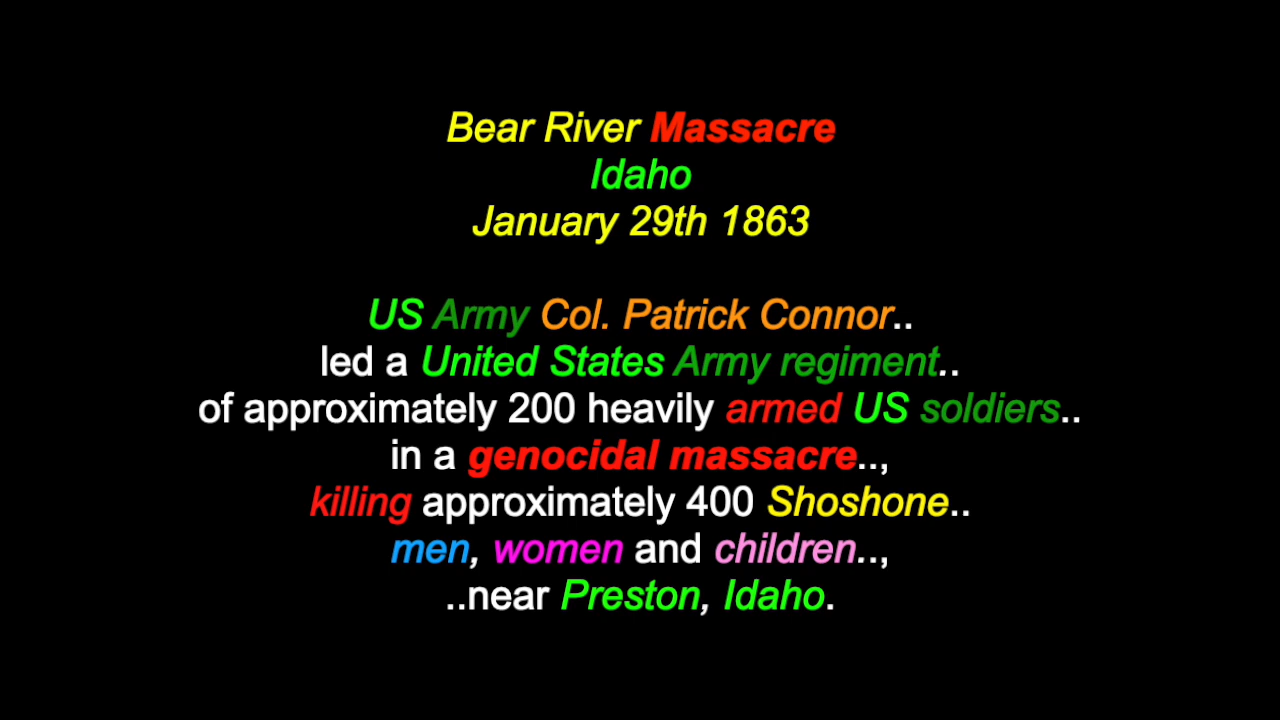 Bear River Massacre
Idaho
January 29th 1863
US Army Col. Patrick Connor..
led a United States Army regiment..
of approximately 200 heavily armed US soldiers..
in a genocidal massacre..,
killing approximately 400 Shoshone..
men, women and children..,
..near Preston, Idaho.